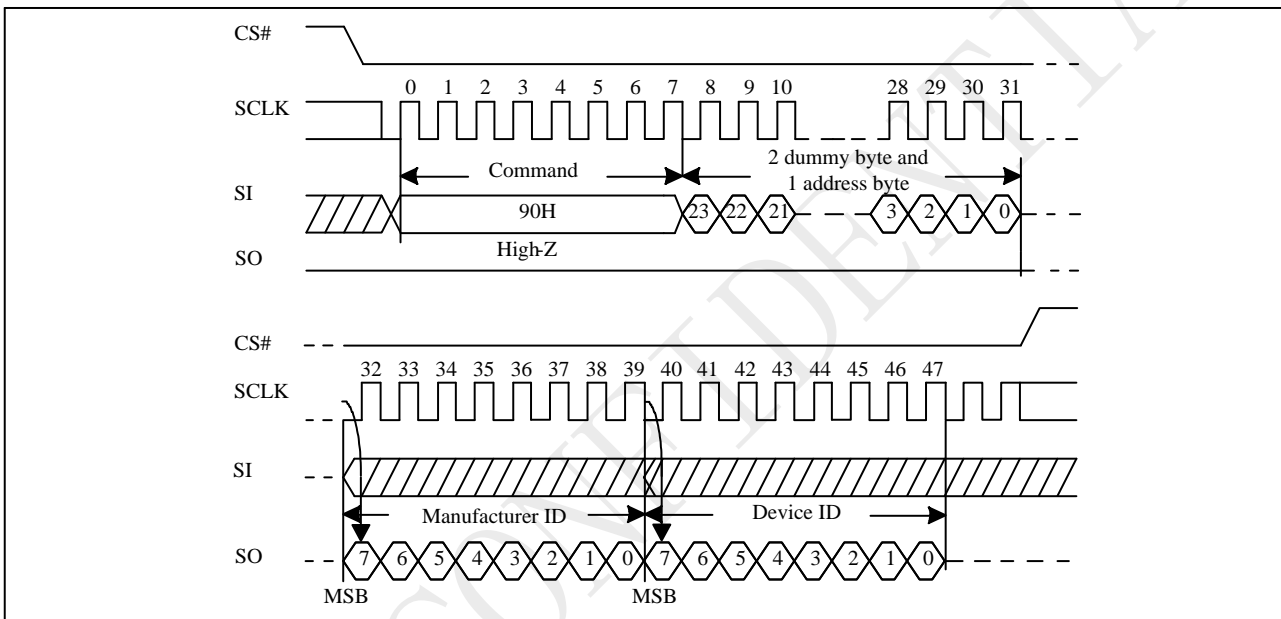 CS#
0 1 2 3 4 5 6 7 8 9 10 28 29 30 31
SCLK
Command
2 dummy byte and
1 address byte
SI
90H
23 22 21 3 2 1 0
High-Z
SO
CS#
32 33 34 35 36 37 38 39 40 41 42 43 44 45 46 47
SCLK
SI
Manufacturer ID
Device ID
SO
7 6 5 4 3 2 1 0 7 6 5 4 3 2 1 0
MSB MSB
CONFIDENTIA